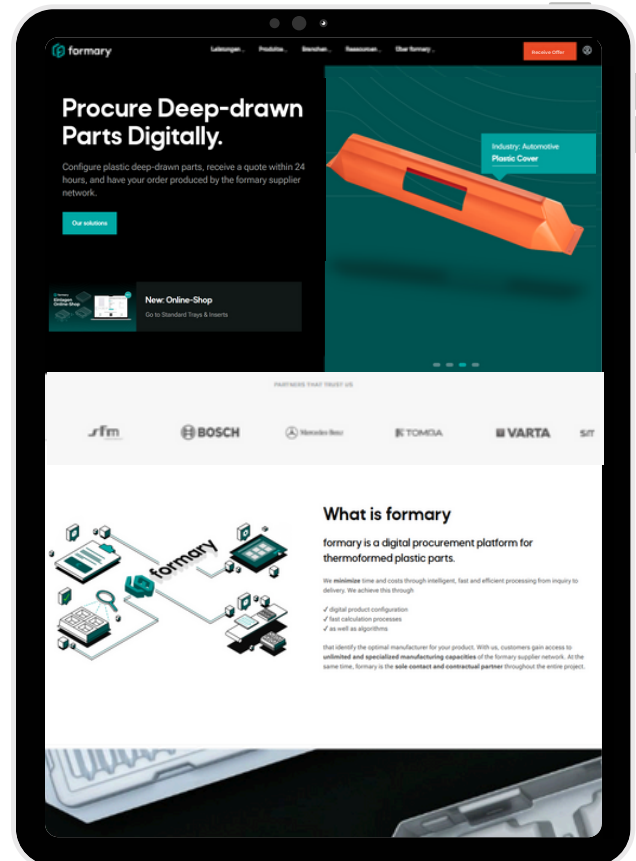 formary
Leistungen
Produkte
Branchen
Ressourcen
Über formary
Receive Offer
Procure Deep-drawn
Parts Digitally.
Configure plastic deep-drawn parts, receive a quote within 24
hours, and have your order produced by the formary supplier
network.
Our solutions
Industry: Automotive
Plastic Cover
Einlagen
Online-Shop
New: Online-Shop
Go to Standard Trays & Inserts
PARTNERS THAT TRUST US
sfm
BOSCH
Mercedes-Benz
TOMRA
VARTA
SIT
formary
What is formary
formary is a digital procurement platform for
thermoformed plastic parts.
We minimize time and costs through intelligent, fast and efficient processing from inquiry to
delivery. We achieve this through
✓ digital product configuration
✓ fast calculation processes
✓ as well as algorithms
that identify the optimal manufacturer for your product. With us, customers gain access to
unlimited and specialized manufacturing capacities of the formary supplier network. At the
same time, formary is the sole contact and contractual partner throughout the entire project.